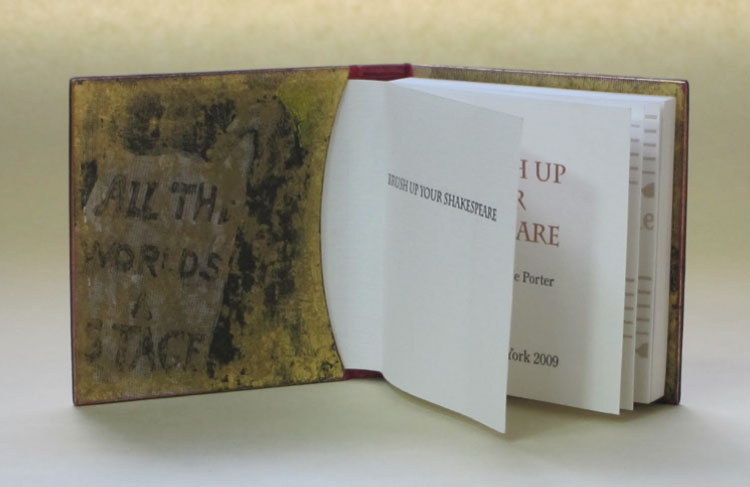 ALL TH
WORLDS
A
STAGE
BRUSH UP YOUR SHAKESPEARE
H UP
R
ARE
e Porter
York 2009
e